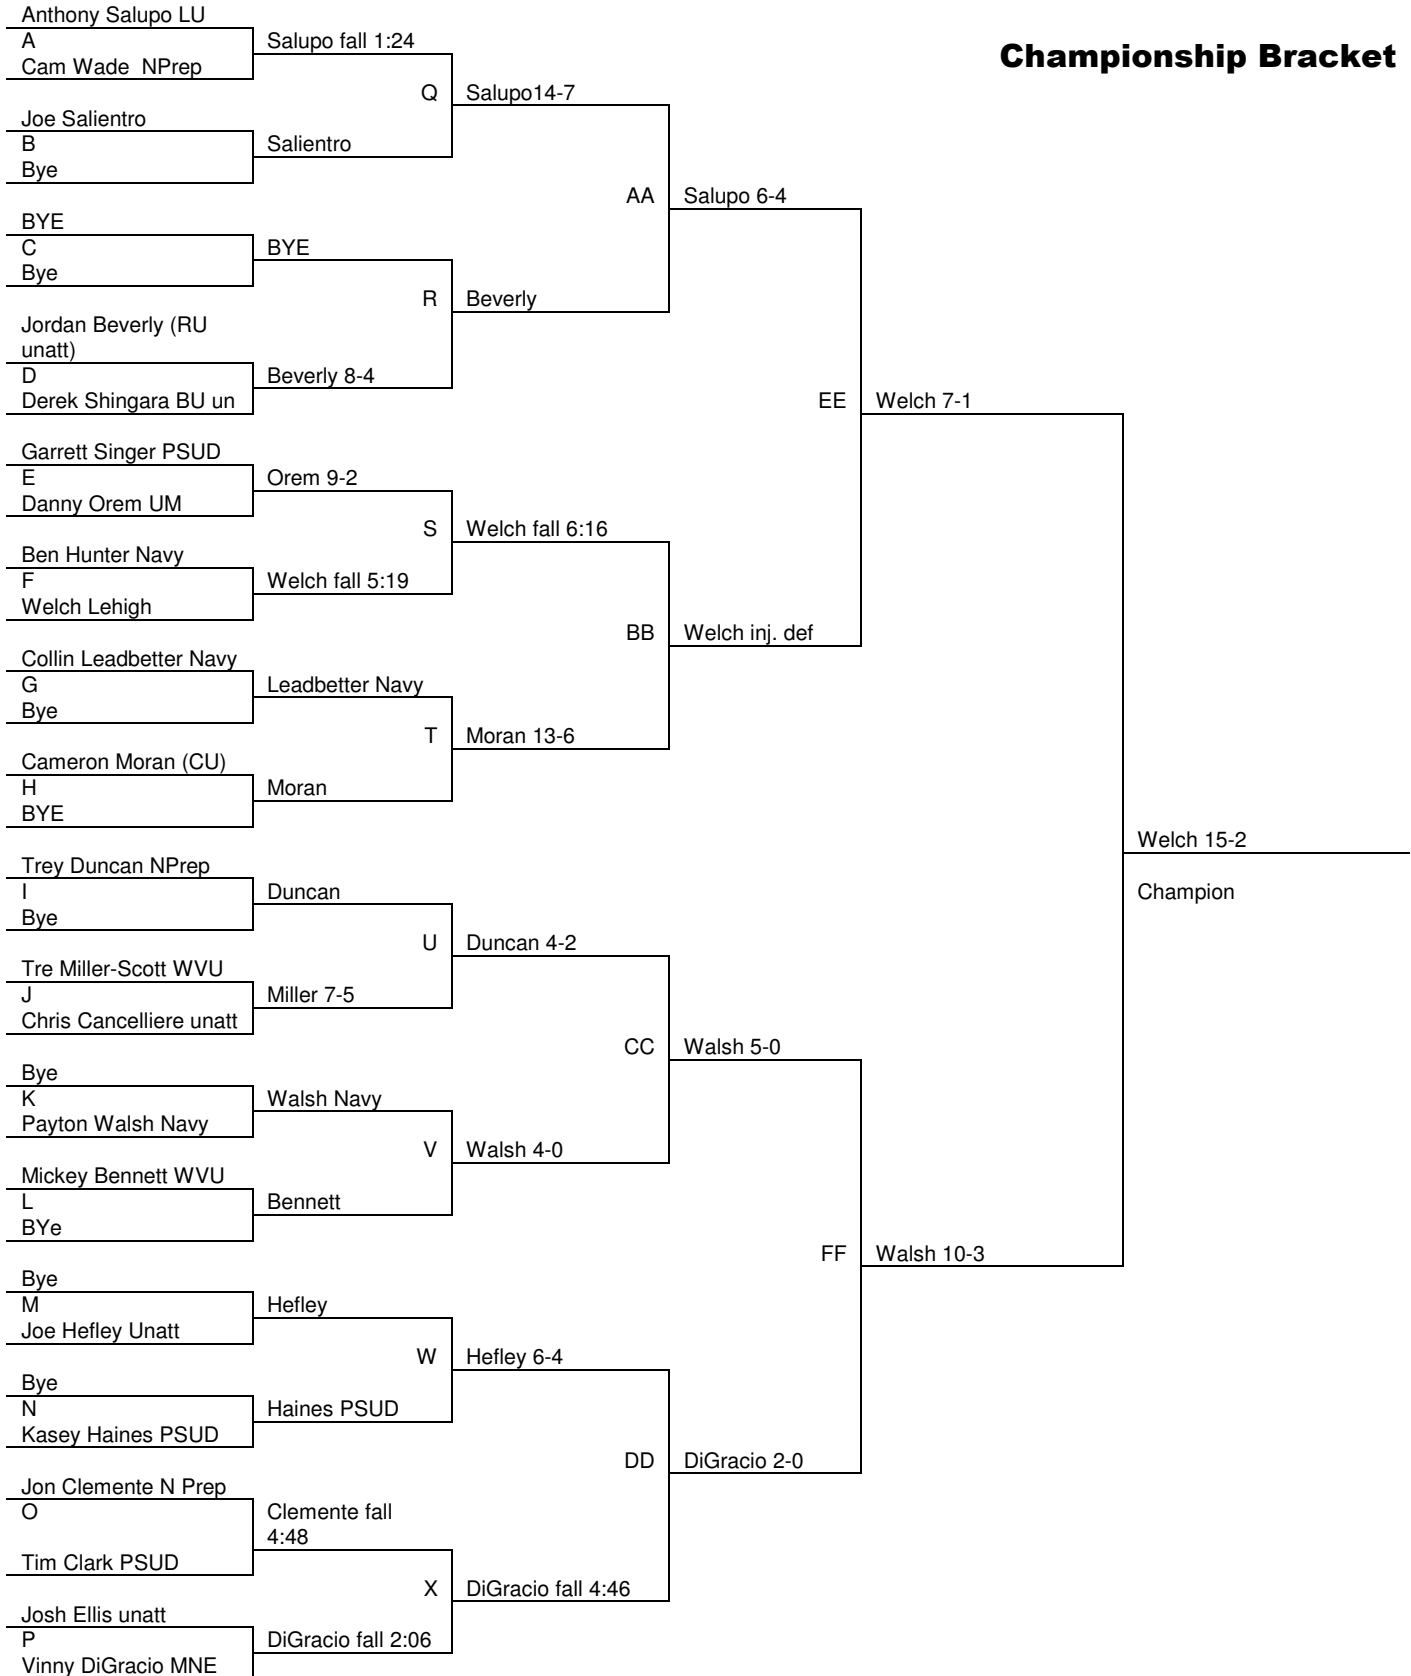 Anthony Salupo LU
A
Salupo fall 1:24
Championship Bracket
Cam Wade  NPrep
Q
Salupo14-7
Joe Salientro
B
Salientro
Bye
AA
Salupo 6-4
BYE
C
BYE
Bye
R
Beverly
Jordan Beverly (RU
unatt)
D
Beverly 8-4
Derek Shingara BU un
EE
Welch 7-1
Garrett Singer PSUD
E
Orem 9-2
Danny Orem UM
S
Welch fall 6:16
Ben Hunter Navy
F
Welch fall 5:19
Welch Lehigh
BB
Welch inj. def
Collin Leadbetter Navy
G
Leadbetter Navy
Bye
T
Moran 13-6
Cameron Moran (CU)
H
Moran
BYE
Welch 15-2
Trey Duncan NPrep
I
Duncan
Champion
Bye
U
Duncan 4-2
Tre Miller-Scott WVU
J
Miller 7-5
Chris Cancelliere unatt
CC
Walsh 5-0
Bye
K
Walsh Navy
Payton Walsh Navy
V
Walsh 4-0
Mickey Bennett WVU
L
Bennett
BYe
FF
Walsh 10-3
Bye
M
Hefley
Joe Hefley Unatt
W
Hefley 6-4
Bye
N
Haines PSUD
Kasey Haines PSUD
DD
DiGracio 2-0
Jon Clemente N Prep
O
Clemente fall
4:48
Tim Clark PSUD
X
DiGracio fall 4:46
Josh Ellis unatt
P
DiGracio fall 2:06
Vinny DiGracio MNE